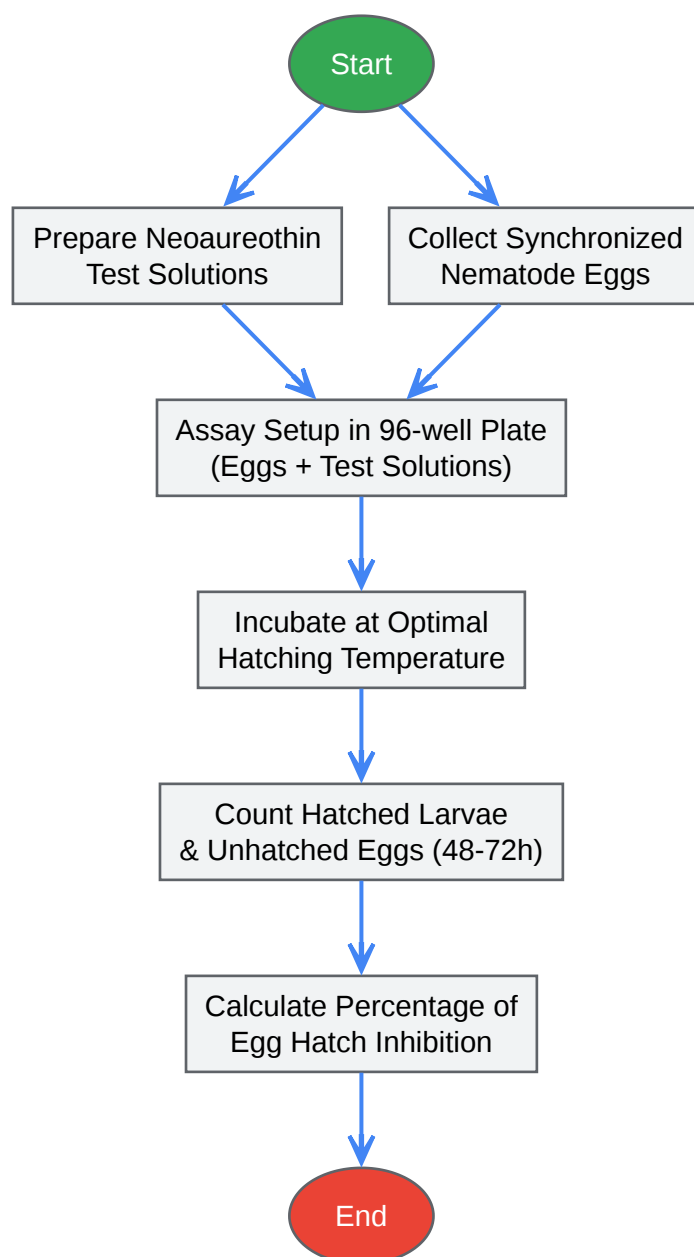 Start
Prepare Neoaureothin
Test Solutions
Collect Synchronized
Nematode Eggs
Assay Setup in 96-well Plate
(Eggs + Test Solutions)
Incubate at Optimal
Hatching Temperature
Count Hatched Larvae
& Unhatched Eggs (48-72h)
Calculate Percentage of
Egg Hatch Inhibition
End